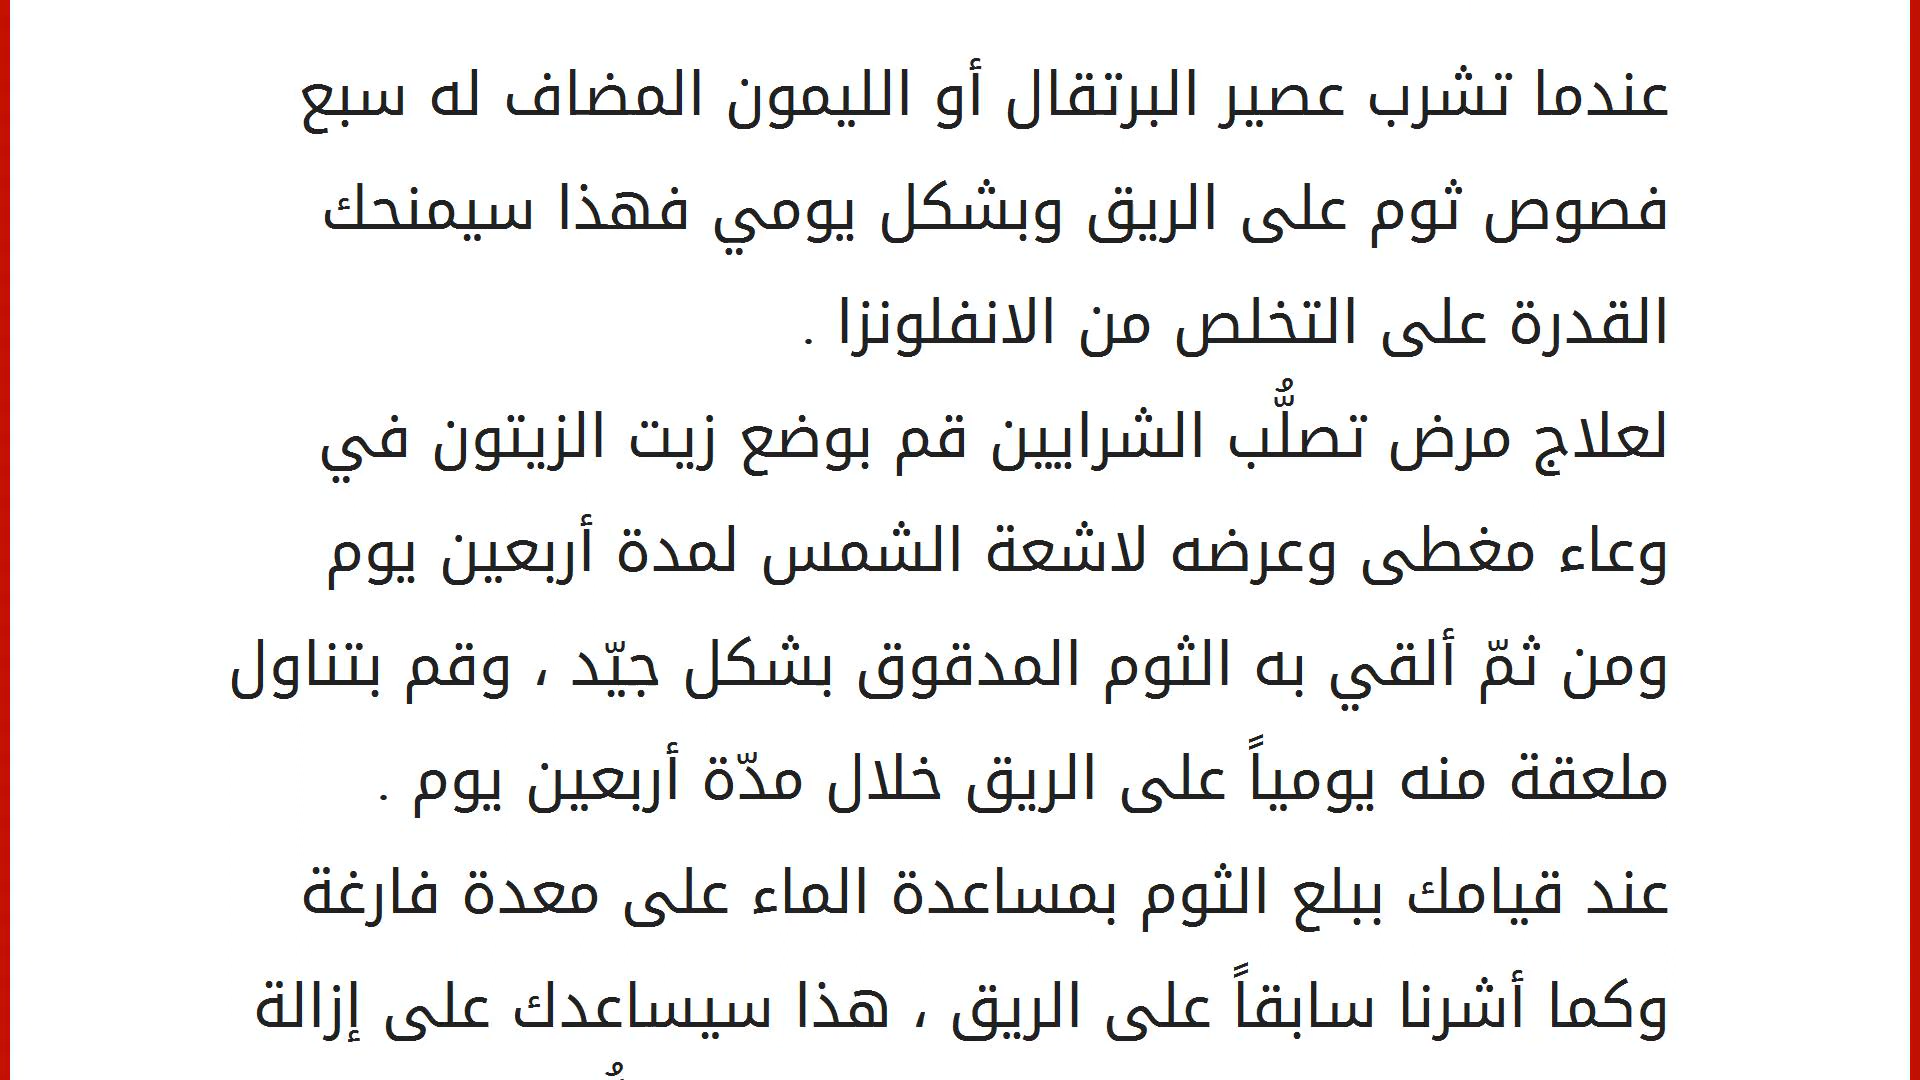 عندما تشرب عصير البرتقال أو الليمون المضاف له سبع
فصوص ثوم على الريق وبشكل يومي فهذا سيمنحك
القدرة على التخلص من الانفلونزا .
لعلاج مرض تصلُّب الشرايين قم بوضع زيت الزيتون في
وعاء مغطى وعرضه لاشعة الشمس لمدة أربعين يوم
ومن ثمّ ألقي به الثوم المدقوق بشكل جيّد ، وقم بتناول
ملعقة منه يومياً على الريق خلال مدّة أربعين يوم .
عند قيامك ببلع الثوم بمساعدة الماء على معدة فارغة
وكما أشرنا سابقاً على الريق ، هذا سيساعدك على إزالة